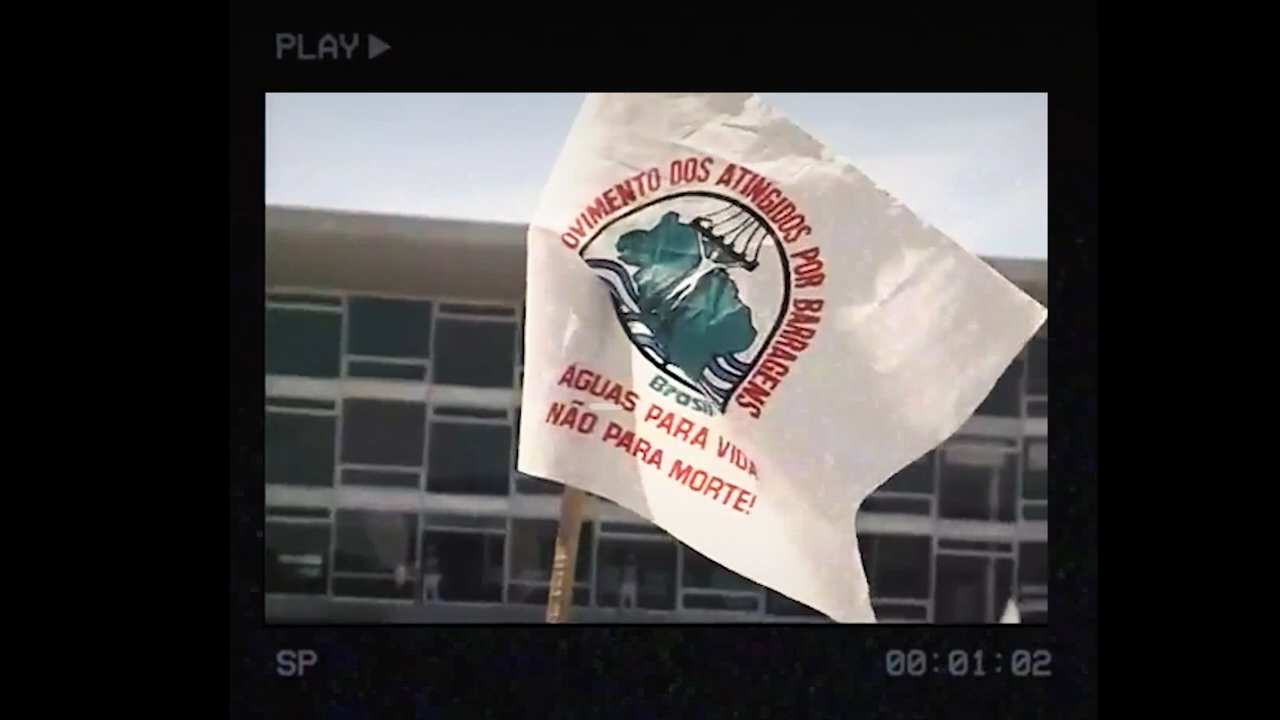 PLAY
OVIMENTO DOS ATINGIDOS POR BARRAGENS
Brasil
ÁGUAS PARA VIDA
NÃO PARA MORTE!
SP
00:01:02